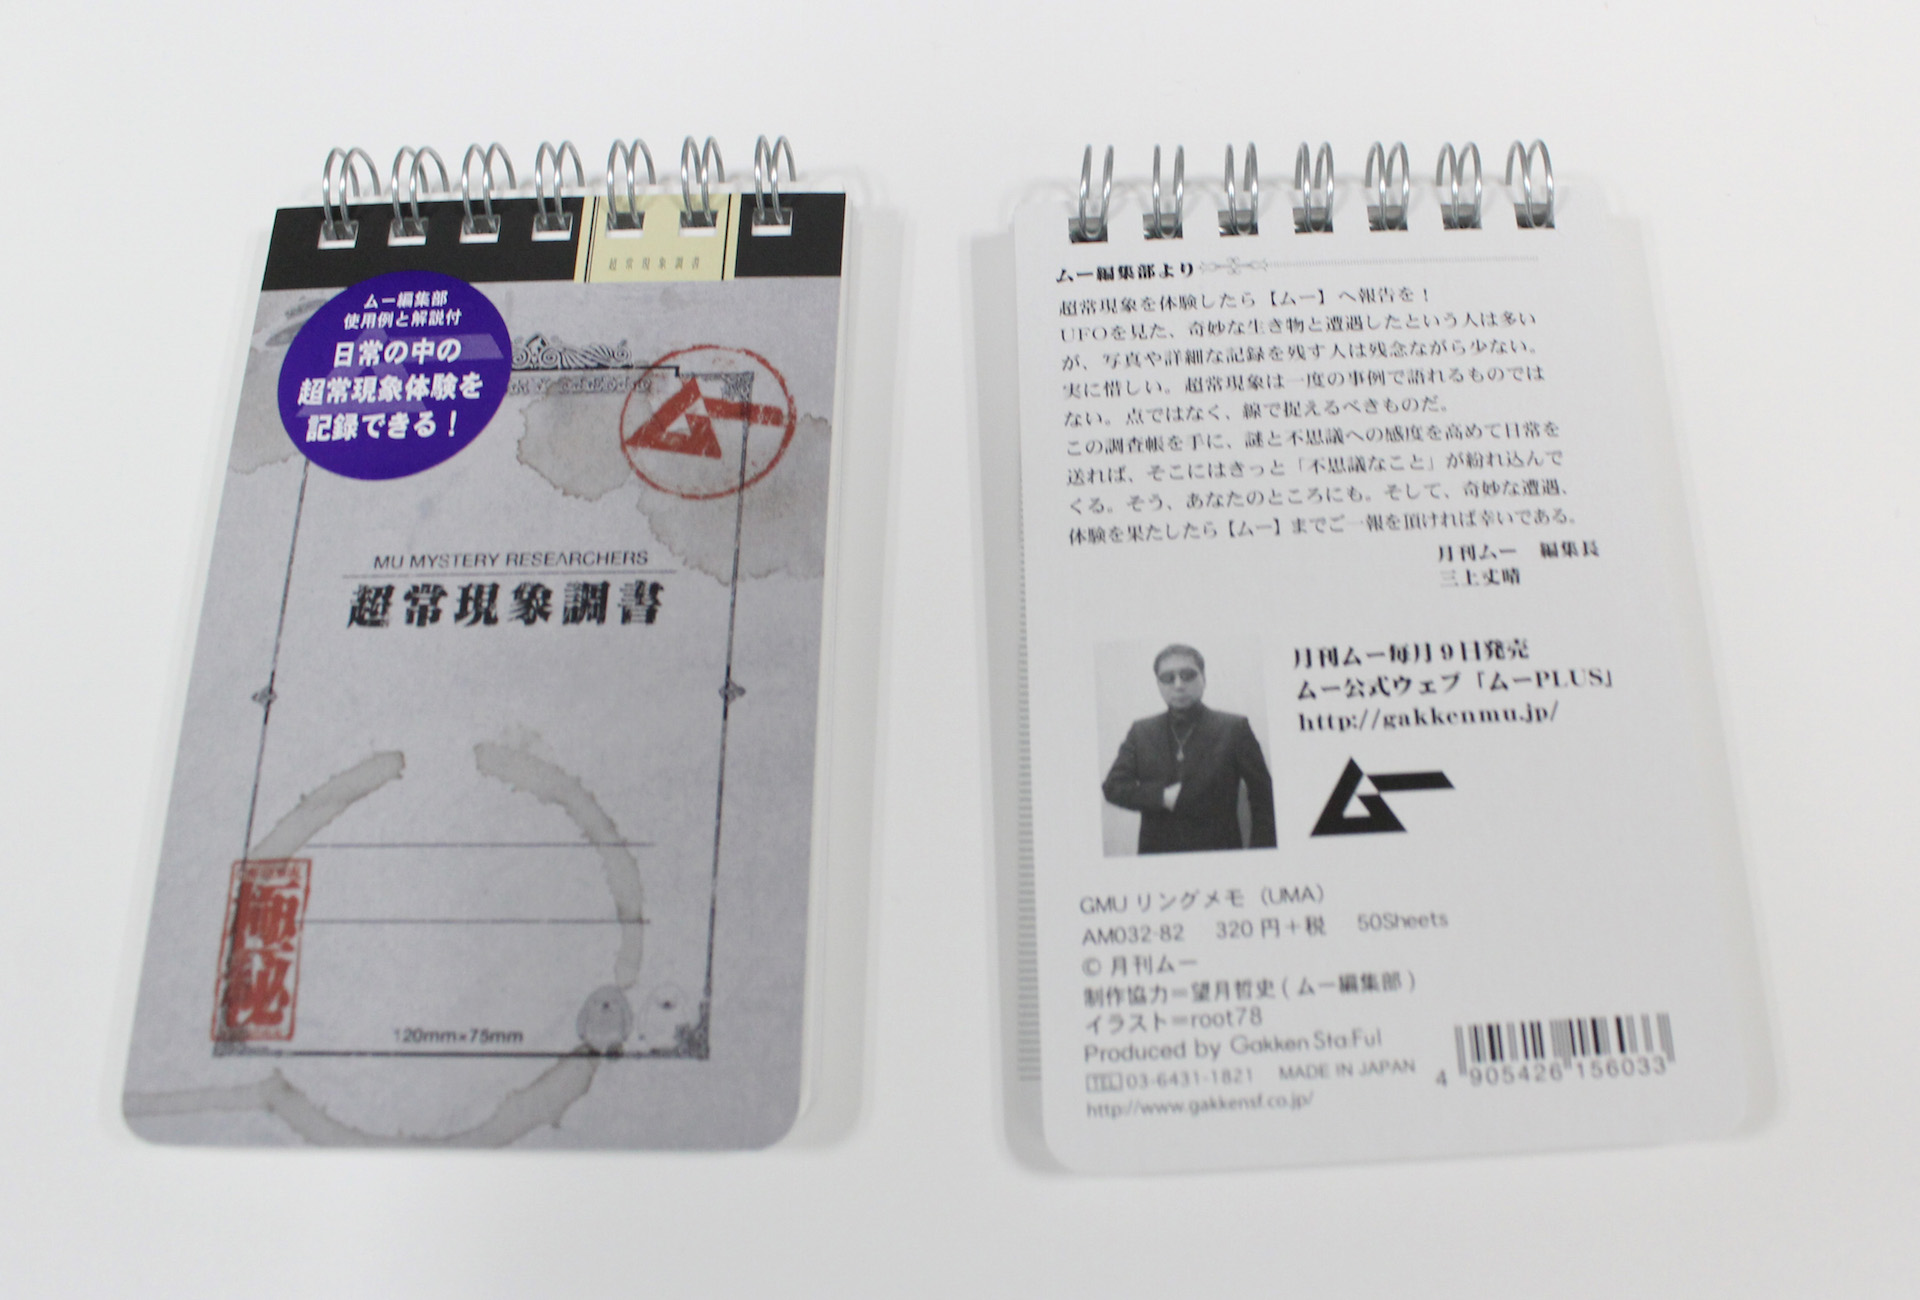 超常現象調書
ムー編集部
使用例と解説付
日常の中の
超常現象体験を
記録できる！
ムー
MU MYSTERY RESEARCHERS
超常現象調書
極秘
120mm×75mm
ムー編集部より
超常現象を体験したら【ムー】へ報告を！
UFOを見た、奇妙な生き物と遭遇したという人は多い
が、写真や詳細な記録を残す人は残念ながら少ない。
実に惜しい。超常現象は一度の事例で語れるものでは
ない。点ではなく、線で捉えるべきものだ。
この調査帳を手に、謎と不思議への感度を高めて日常を
送れば、そこにはきっと「不思議なこと」が紛れ込んで
くる。そう、あなたのところにも。そして、奇妙な遭遇、
体験を果たしたら【ムー】までご一報を頂ければ幸いである。
月刊ムー　編集長
三上丈晴
月刊ムー毎月9日発売
ムー公式ウェブ「ムーPLUS」
http://gakkenmu.jp/
ムー
GMU リングメモ（UMA）
AM032-82　320 円＋税　50Sheets
© 月刊ムー
制作協力＝望月哲史 ( ムー編集部 )
イラスト＝root78
Produced by Gakken Sta:Ful
TEL 03-6431-1821　MADE IN JAPAN
http://www.gakkensf.co.jp/
4 905426 156033